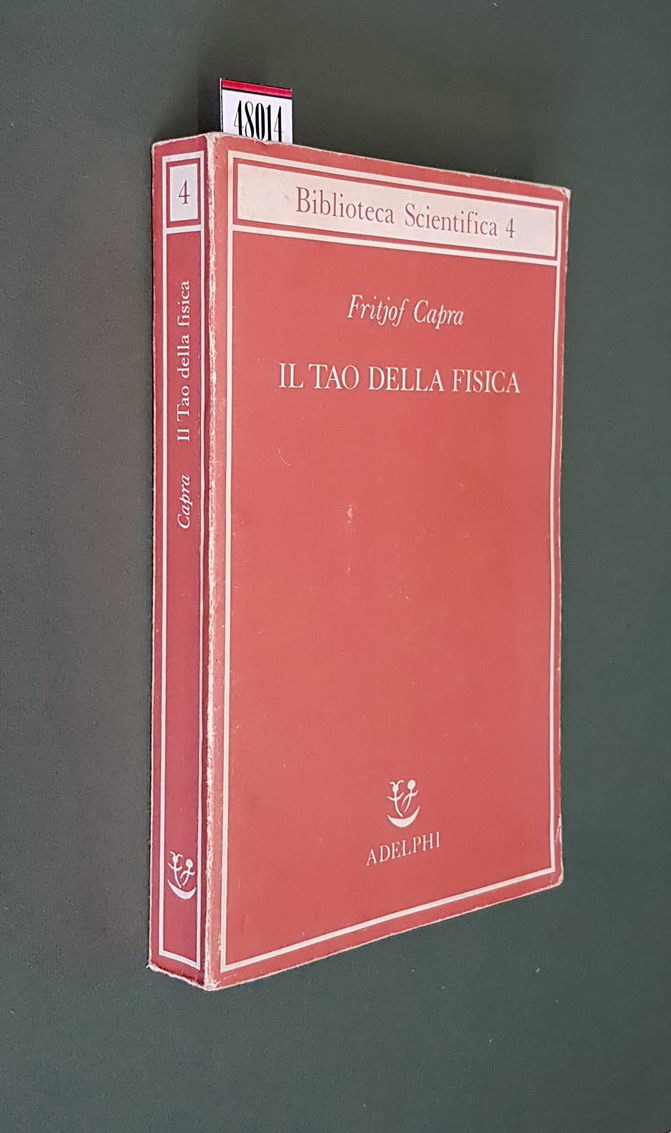 48014
4
Il Tao della fisica
Capra
Biblioteca Scientifica 4
Fritjof Capra
IL TAO DELLA FISICA
ADELPHI